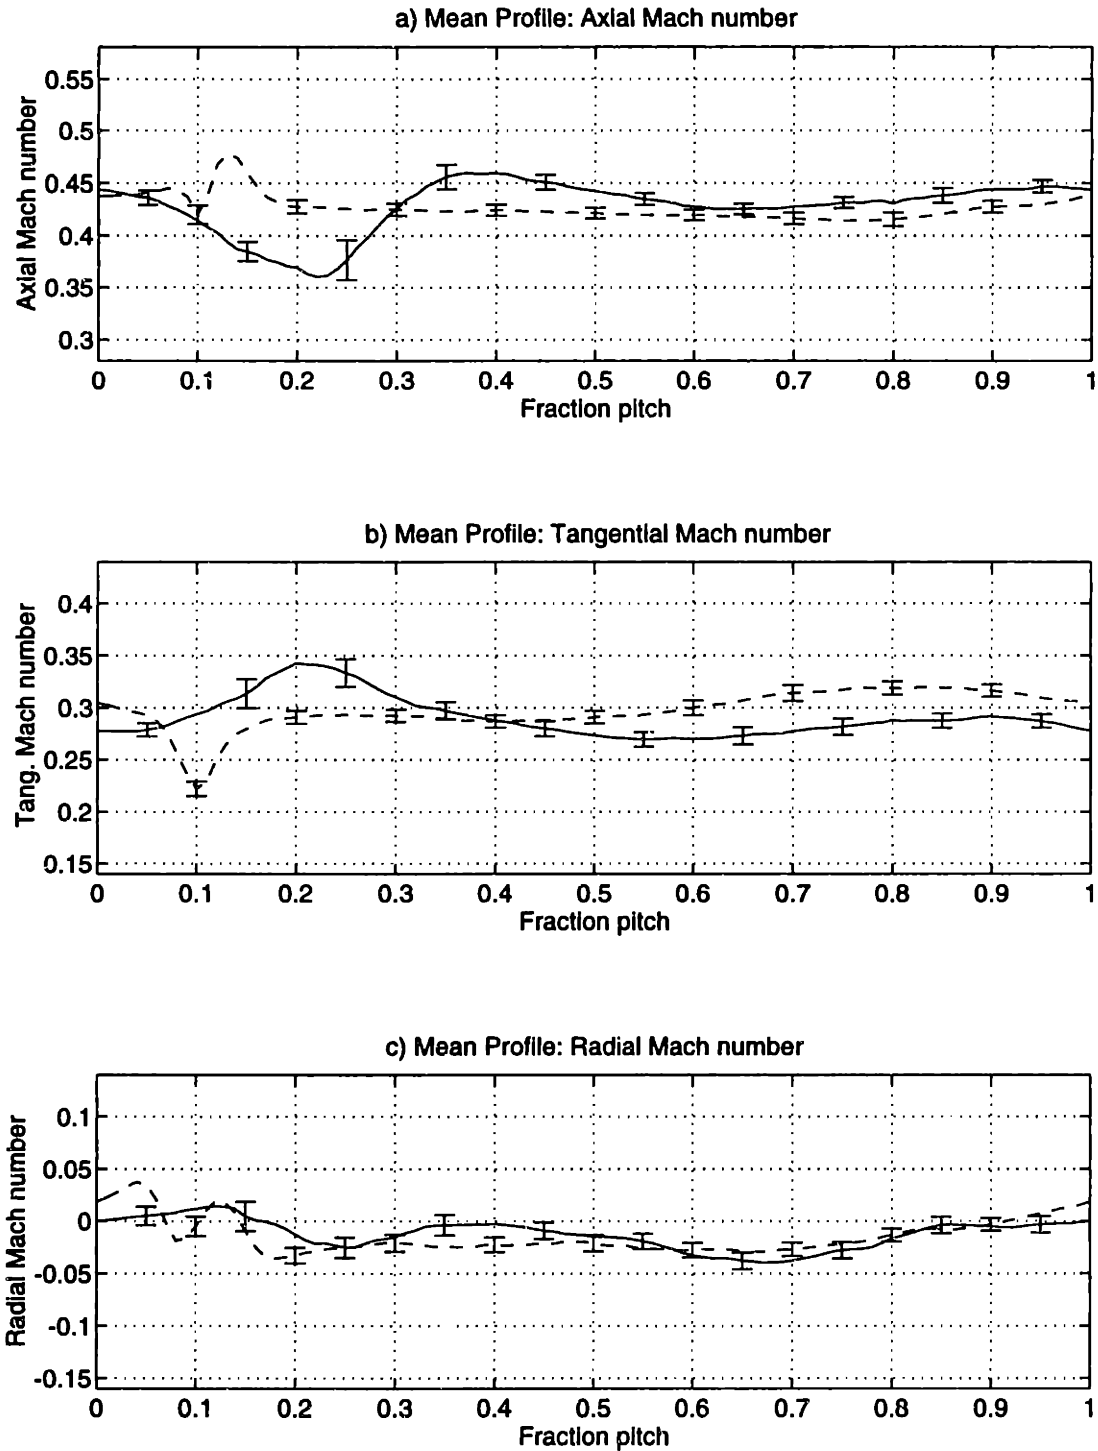 a) Mean Profile: Axial Mach number
0.55
0.5
0.45
0.4
0.35
0.3
Axial Mach number
0 0.1 0.2 0.3 0.4 0.5 0.6 0.7 0.8 0.9 1
Fraction pitch
b) Mean Profile: Tangential Mach number
0.4
0.35
0.3
0.25
0.2
0.15
Tang. Mach number
0 0.1 0.2 0.3 0.4 0.5 0.6 0.7 0.8 0.9 1
Fraction pitch
c) Mean Profile: Radial Mach number
0.1
0.05
0
-0.05
-0.1
-0.15
Radial Mach number
0 0.1 0.2 0.3 0.4 0.5 0.6 0.7 0.8 0.9 1
Fraction pitch